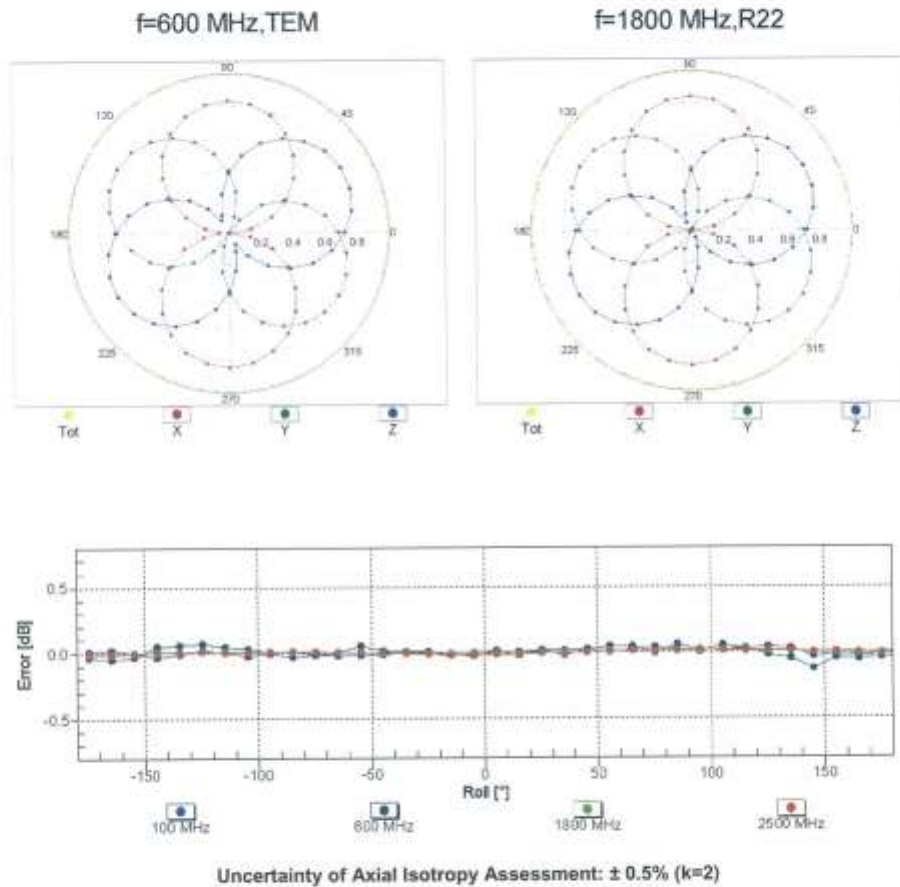 f=600 MHz,TEM
f=1800 MHz,R22
90
90
135
45
135
45
180
0.2 0.4 0.6 0.8 0
180
0.2 0.4 0.6 0.8 0
225
315
225
315
270
270
Tot X Y Z
Tot X Y Z
0.5
0.0
-0.5
Error [dB]
-150 -100 -50 0 50 100 150
Roll [°]
100 MHz 600 MHz 1800 MHz 2500 MHz
Uncertainty of Axial Isotropy Assessment: ± 0.5% (k=2)